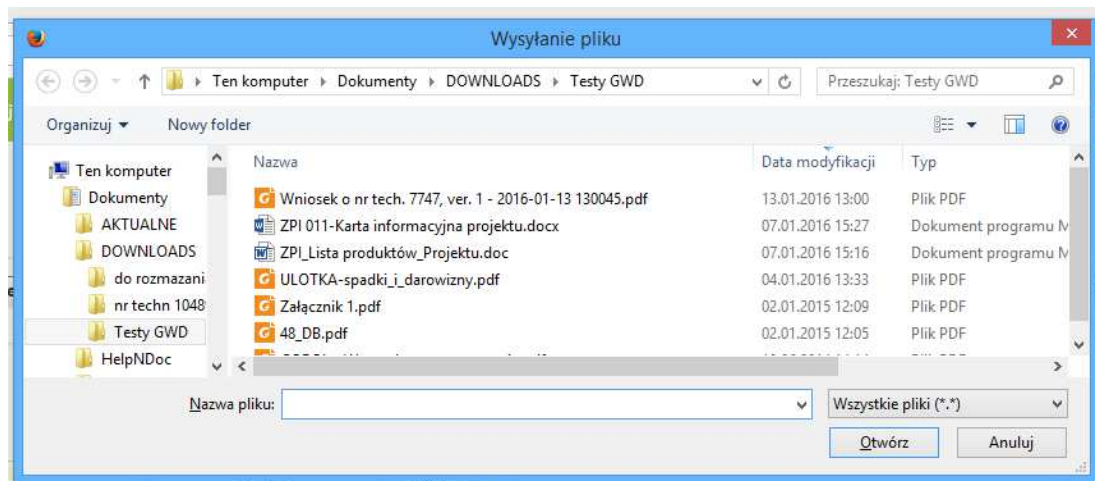 Wysyłanie pliku
Ten komputer Dokumenty DOWNLOADS Testy GWD Przeszukaj: Testy GWD
Organizuj Nowy folder
Nazwa Data modyfikacji Typ
Ten komputer
Dokumenty
AKTUALNE
DOWNLOADS
do rozmazani
nr techn 1048
Testy GWD
HelpNDoc
Wniosek o nr tech. 7747, ver. 1 - 2016-01-13 130045.pdf 13.01.2016 13:00 Plik PDF
ZPI 011-Karta informacyjna projektu.docx 07.01.2016 15:27 Dokument programu M
ZPI_Lista produktów_Projektu.doc 07.01.2016 15:16 Dokument programu M
ULOTKA-spadki_i_darowizny.pdf 04.01.2016 13:33 Plik PDF
Załącznik 1.pdf 02.01.2015 12:09 Plik PDF
48_DB.pdf 02.01.2015 12:05 Plik PDF
Nazwa pliku: Wszystkie pliki (*.*)
Otwórz Anuluj